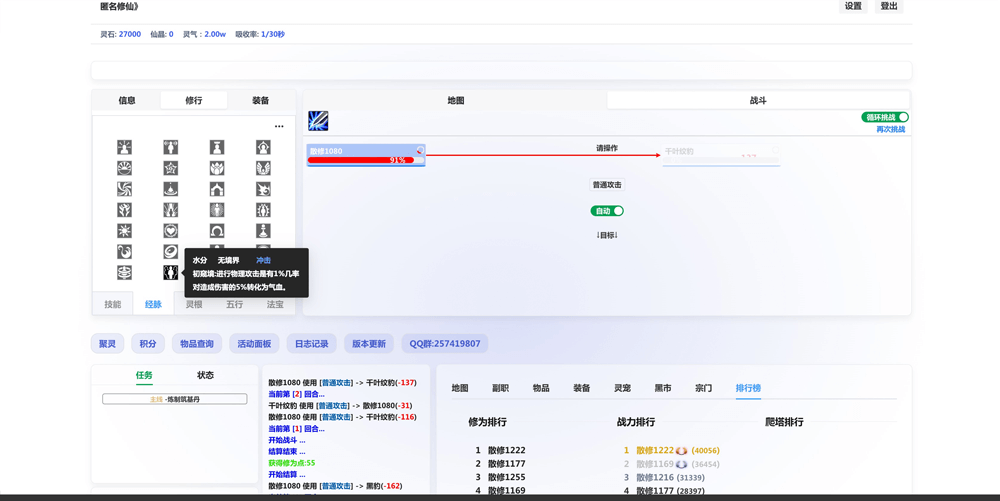 匿名修仙》
设置 登出
灵石: 27000 仙晶: 0 灵气：2.00w 吸收率: 1/30秒
信息 修行 装备
地图 战斗
...
循环挑战
再次挑战
散修1080
91%
请操作
千叶纹豹
普通攻击
自动
↓目标↓
水分 无境界 冲击
初窥境:进行物理攻击是有1%几率
对造成伤害的5%转化为气血。
技能 经脉 灵根 五行 法宝
聚灵 积分 物品查询 活动面板 日志记录 版本更新 QQ群:257419807
任务 状态
主线 -炼制筑基丹
散修1080 使用 [普通攻击] -> 千叶纹豹(-137)
当前第 [2] 回合...
千叶纹豹 使用 [普通攻击] -> 散修1080(-31)
散修1080 使用 [普通攻击] -> 千叶纹豹(-116)
当前第 [1] 回合...
开始战斗 ...
结算结束 ...
获得修为点:55
开始结算 ...
散修1080 使用 [普通攻击] -> 黑豹(-162)
地图 副职 物品 装备 灵宠 黑市 宗门 排行榜
修为排行
1 散修1222
2 散修1177
3 散修1255
4 散修1169
战力排行
1 散修1222 (40056)
2 散修1169 (36454)
3 散修1216 (31339)
4 散修1177 (28397)
爬塔排行